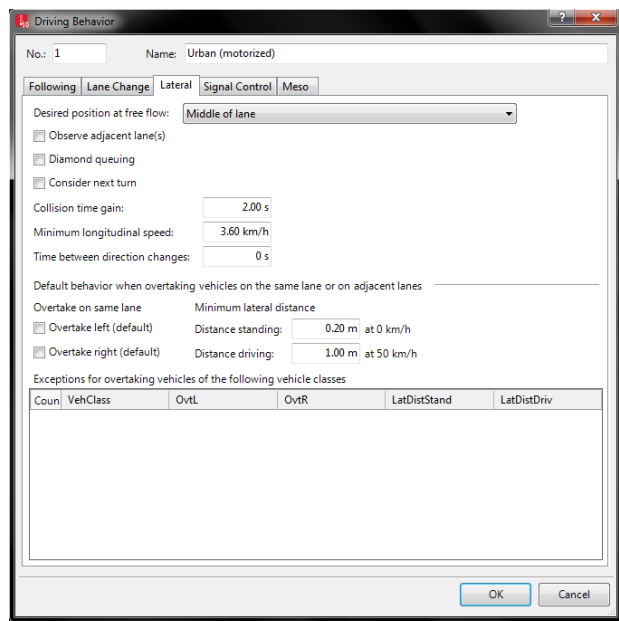 Driving Behavior
No.: 1 Name: Urban (motorized)
Following Lane Change Lateral Signal Control Meso
Desired position at free flow: Middle of lane
Observe adjacent lane(s)
Diamond queuing
Consider next turn
Collision time gain: 2.00 s
Minimum longitudinal speed: 3.60 km/h
Time between direction changes: 0 s
Default behavior when overtaking vehicles on the same lane or on adjacent lanes
Overtake on same lane Minimum lateral distance
Overtake left (default) Distance standing: 0.20 m at 0 km/h
Overtake right (default) Distance driving: 1.00 m at 50 km/h
Exceptions for overtaking vehicles of the following vehicle classes
Coun VehClass OvtL OvtR LatDistStand LatDistDriv
OK Cancel